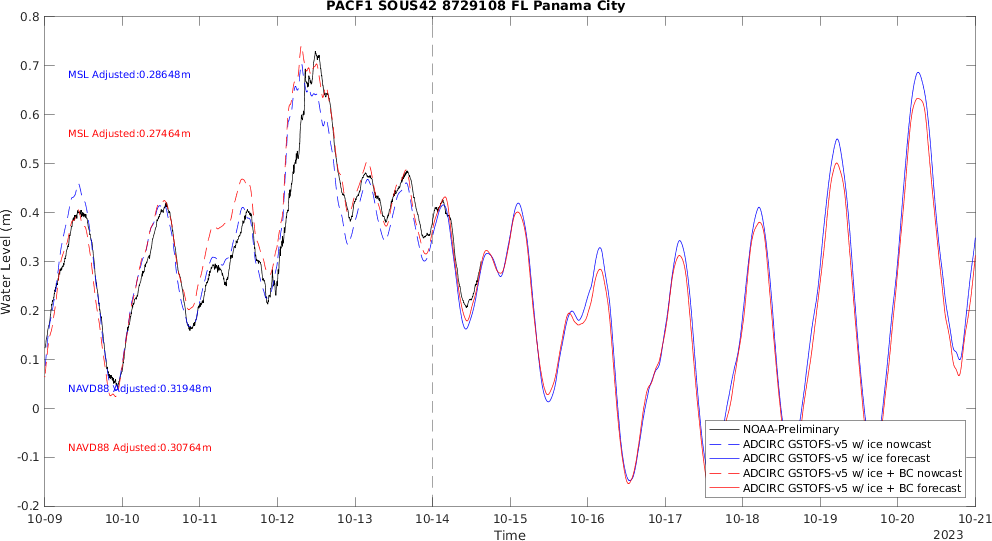 PACF1 SOUS42 8729108 FL Panama City
0.8
0.7
0.6
0.5
0.4
0.3
0.2
0.1
0
-0.1
-0.2
Water Level (m)
MSL Adjusted:0.28648m
MSL Adjusted:0.27464m
NAVD88 Adjusted:0.31948m
NAVD88 Adjusted:0.30764m
NOAA-Preliminary
ADCIRC GSTOFS-v5 w/ ice nowcast
ADCIRC GSTOFS-v5 w/ ice forecast
ADCIRC GSTOFS-v5 w/ ice + BC nowcast
ADCIRC GSTOFS-v5 w/ ice + BC forecast
10-09 10-10 10-11 10-12 10-13 10-14 10-15 10-16 10-17 10-18 10-19 10-20 10-21
Time
2023